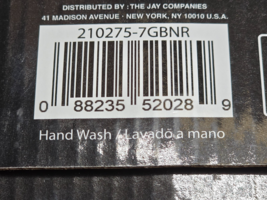 DISTRIBUTED BY : THE JAY COMPANIES
41 MADISON AVENUE · NEW YORK, NY 10010 U.S.A.
210275-7GBNR
0 88235 52028 9
Hand Wash / Lavado a mano